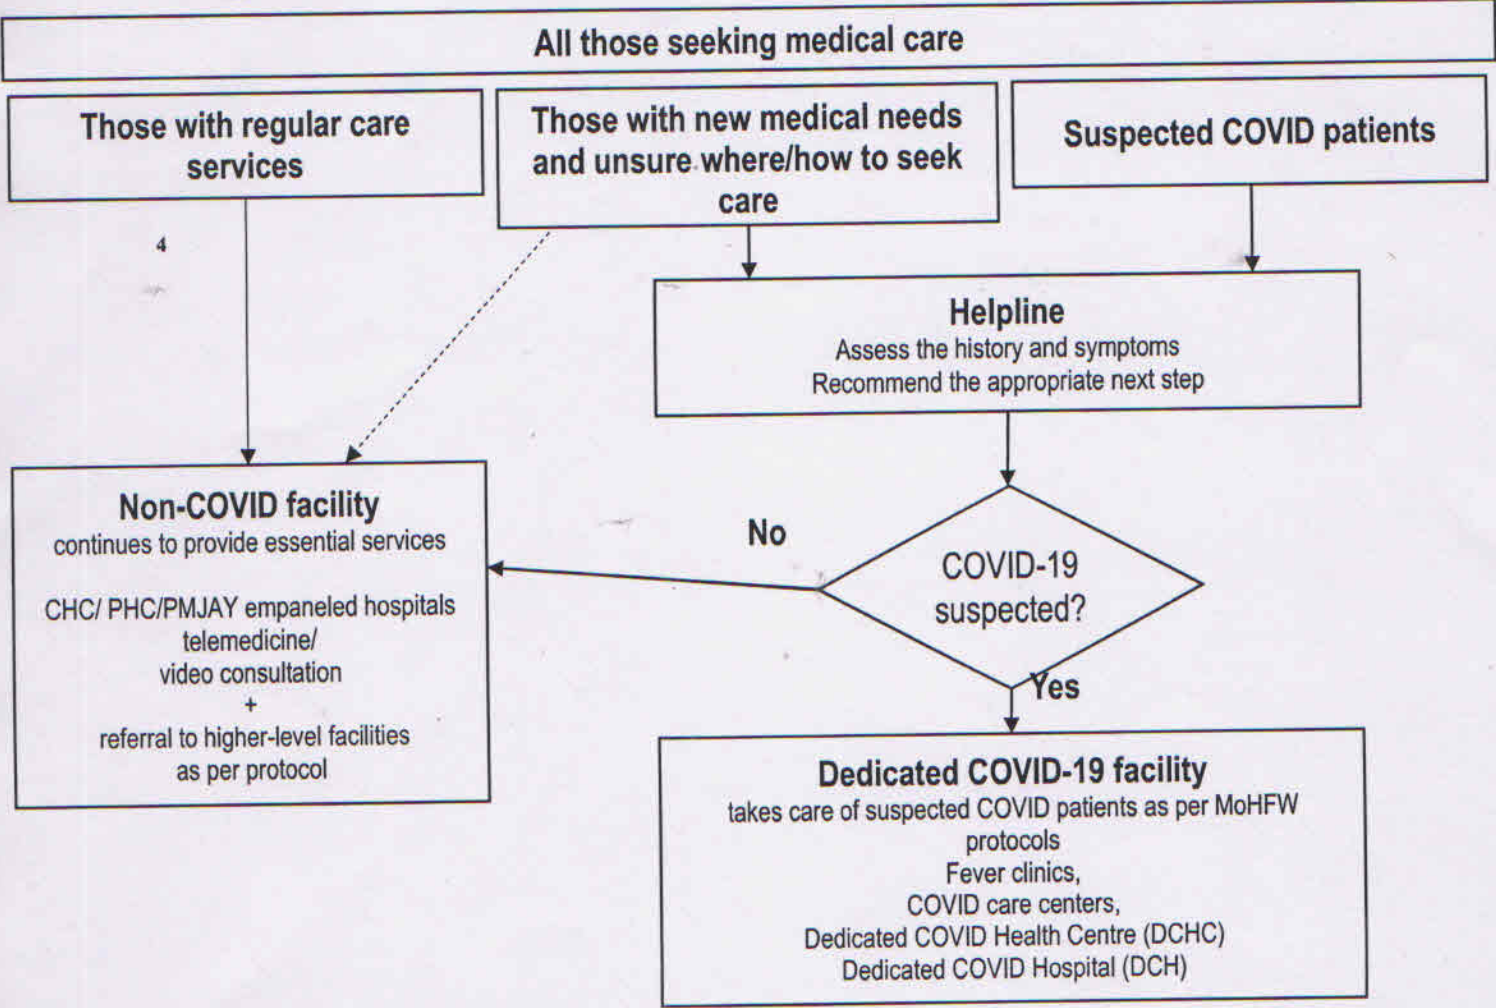 All those seeking medical care
Those with regular care
services
Those with new medical needs
and unsure where/how to seek
care
Suspected COVID patients
4
Helpline
Assess the history and symptoms
Recommend the appropriate next step
Non-COVID facility
continues to provide essential services
CHC/ PHC/PMJAY empaneled hospitals
telemedicine/
video consultation
+
referral to higher-level facilities
as per protocol
No
COVID-19
suspected?
Yes
Dedicated COVID-19 facility
takes care of suspected COVID patients as per MoHFW
protocols
Fever clinics,
COVID care centers,
Dedicated COVID Health Centre (DCHC)
Dedicated COVID Hospital (DCH)